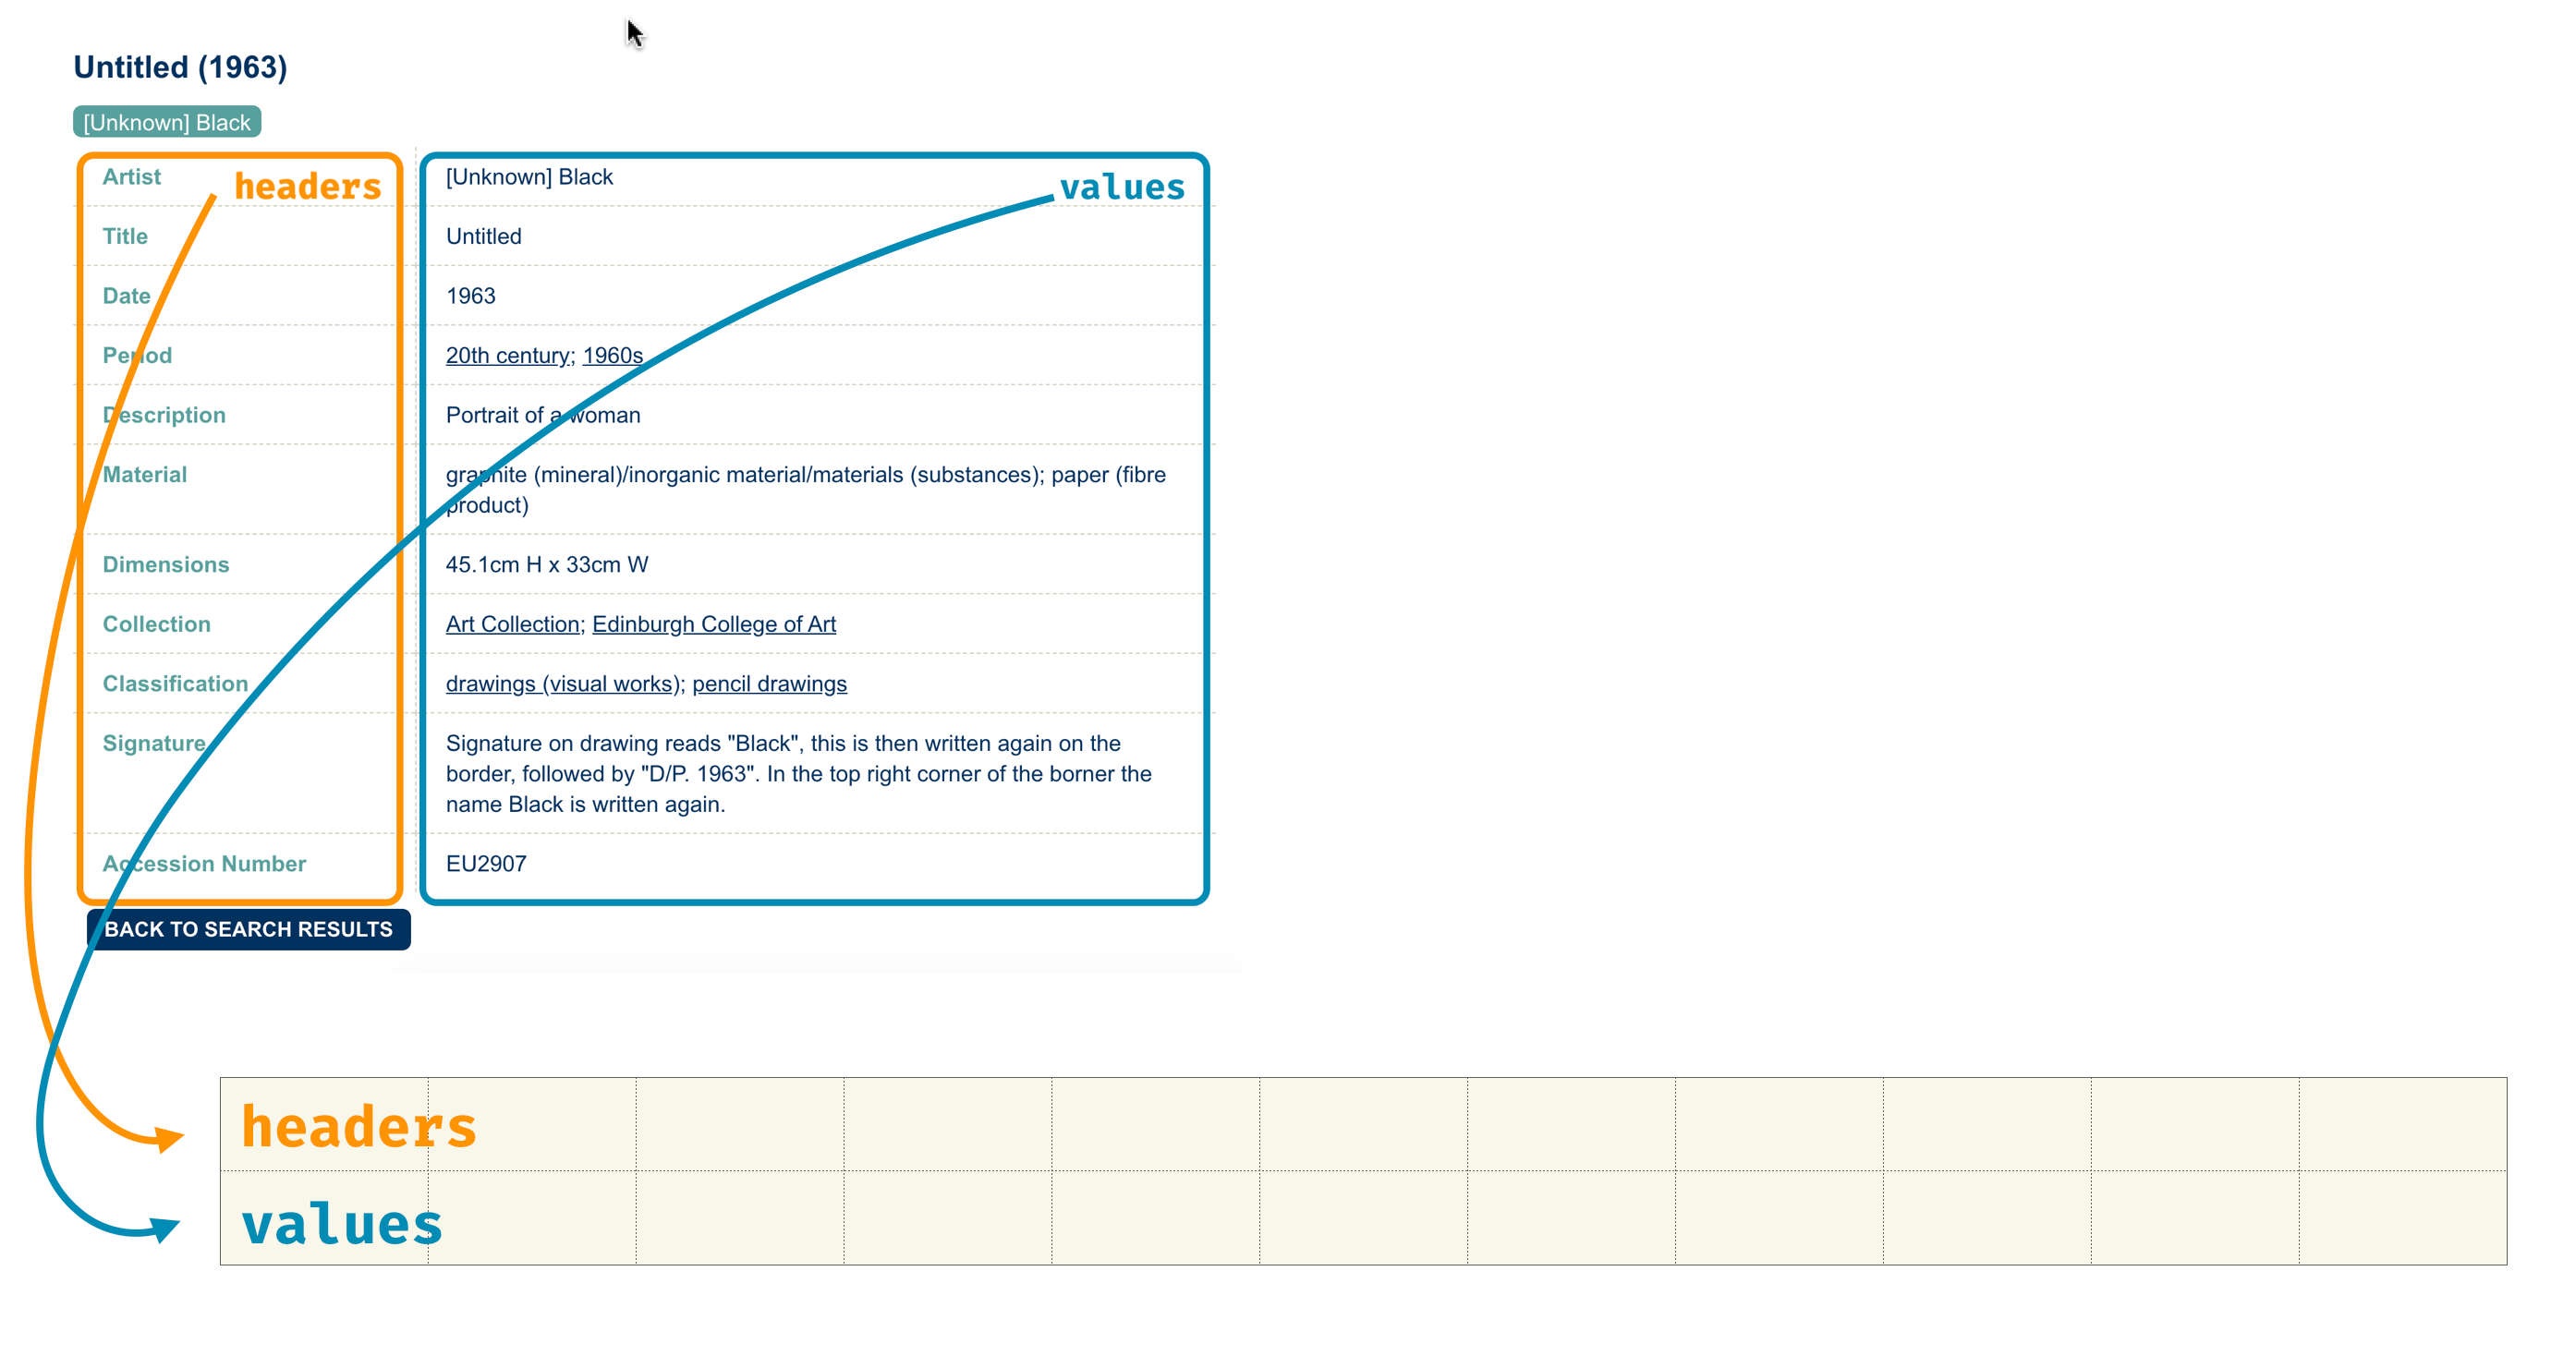 Untitled (1963)
[Unknown] Black
Artist headers [Unknown] Black values
Title Untitled
Date 1963
Period 20th century; 1960s
Description Portrait of a woman
Material graphite (mineral)/inorganic material/materials (substances); paper (fibre
product)
Dimensions 45.1cm H x 33cm W
Collection Art Collection; Edinburgh College of Art
Classification drawings (visual works); pencil drawings
Signature Signature on drawing reads "Black", this is then written again on the
border, followed by "D/P. 1963". In the top right corner of the borner the
name Black is written again.
Accession Number EU2907
BACK TO SEARCH RESULTS
headers
values